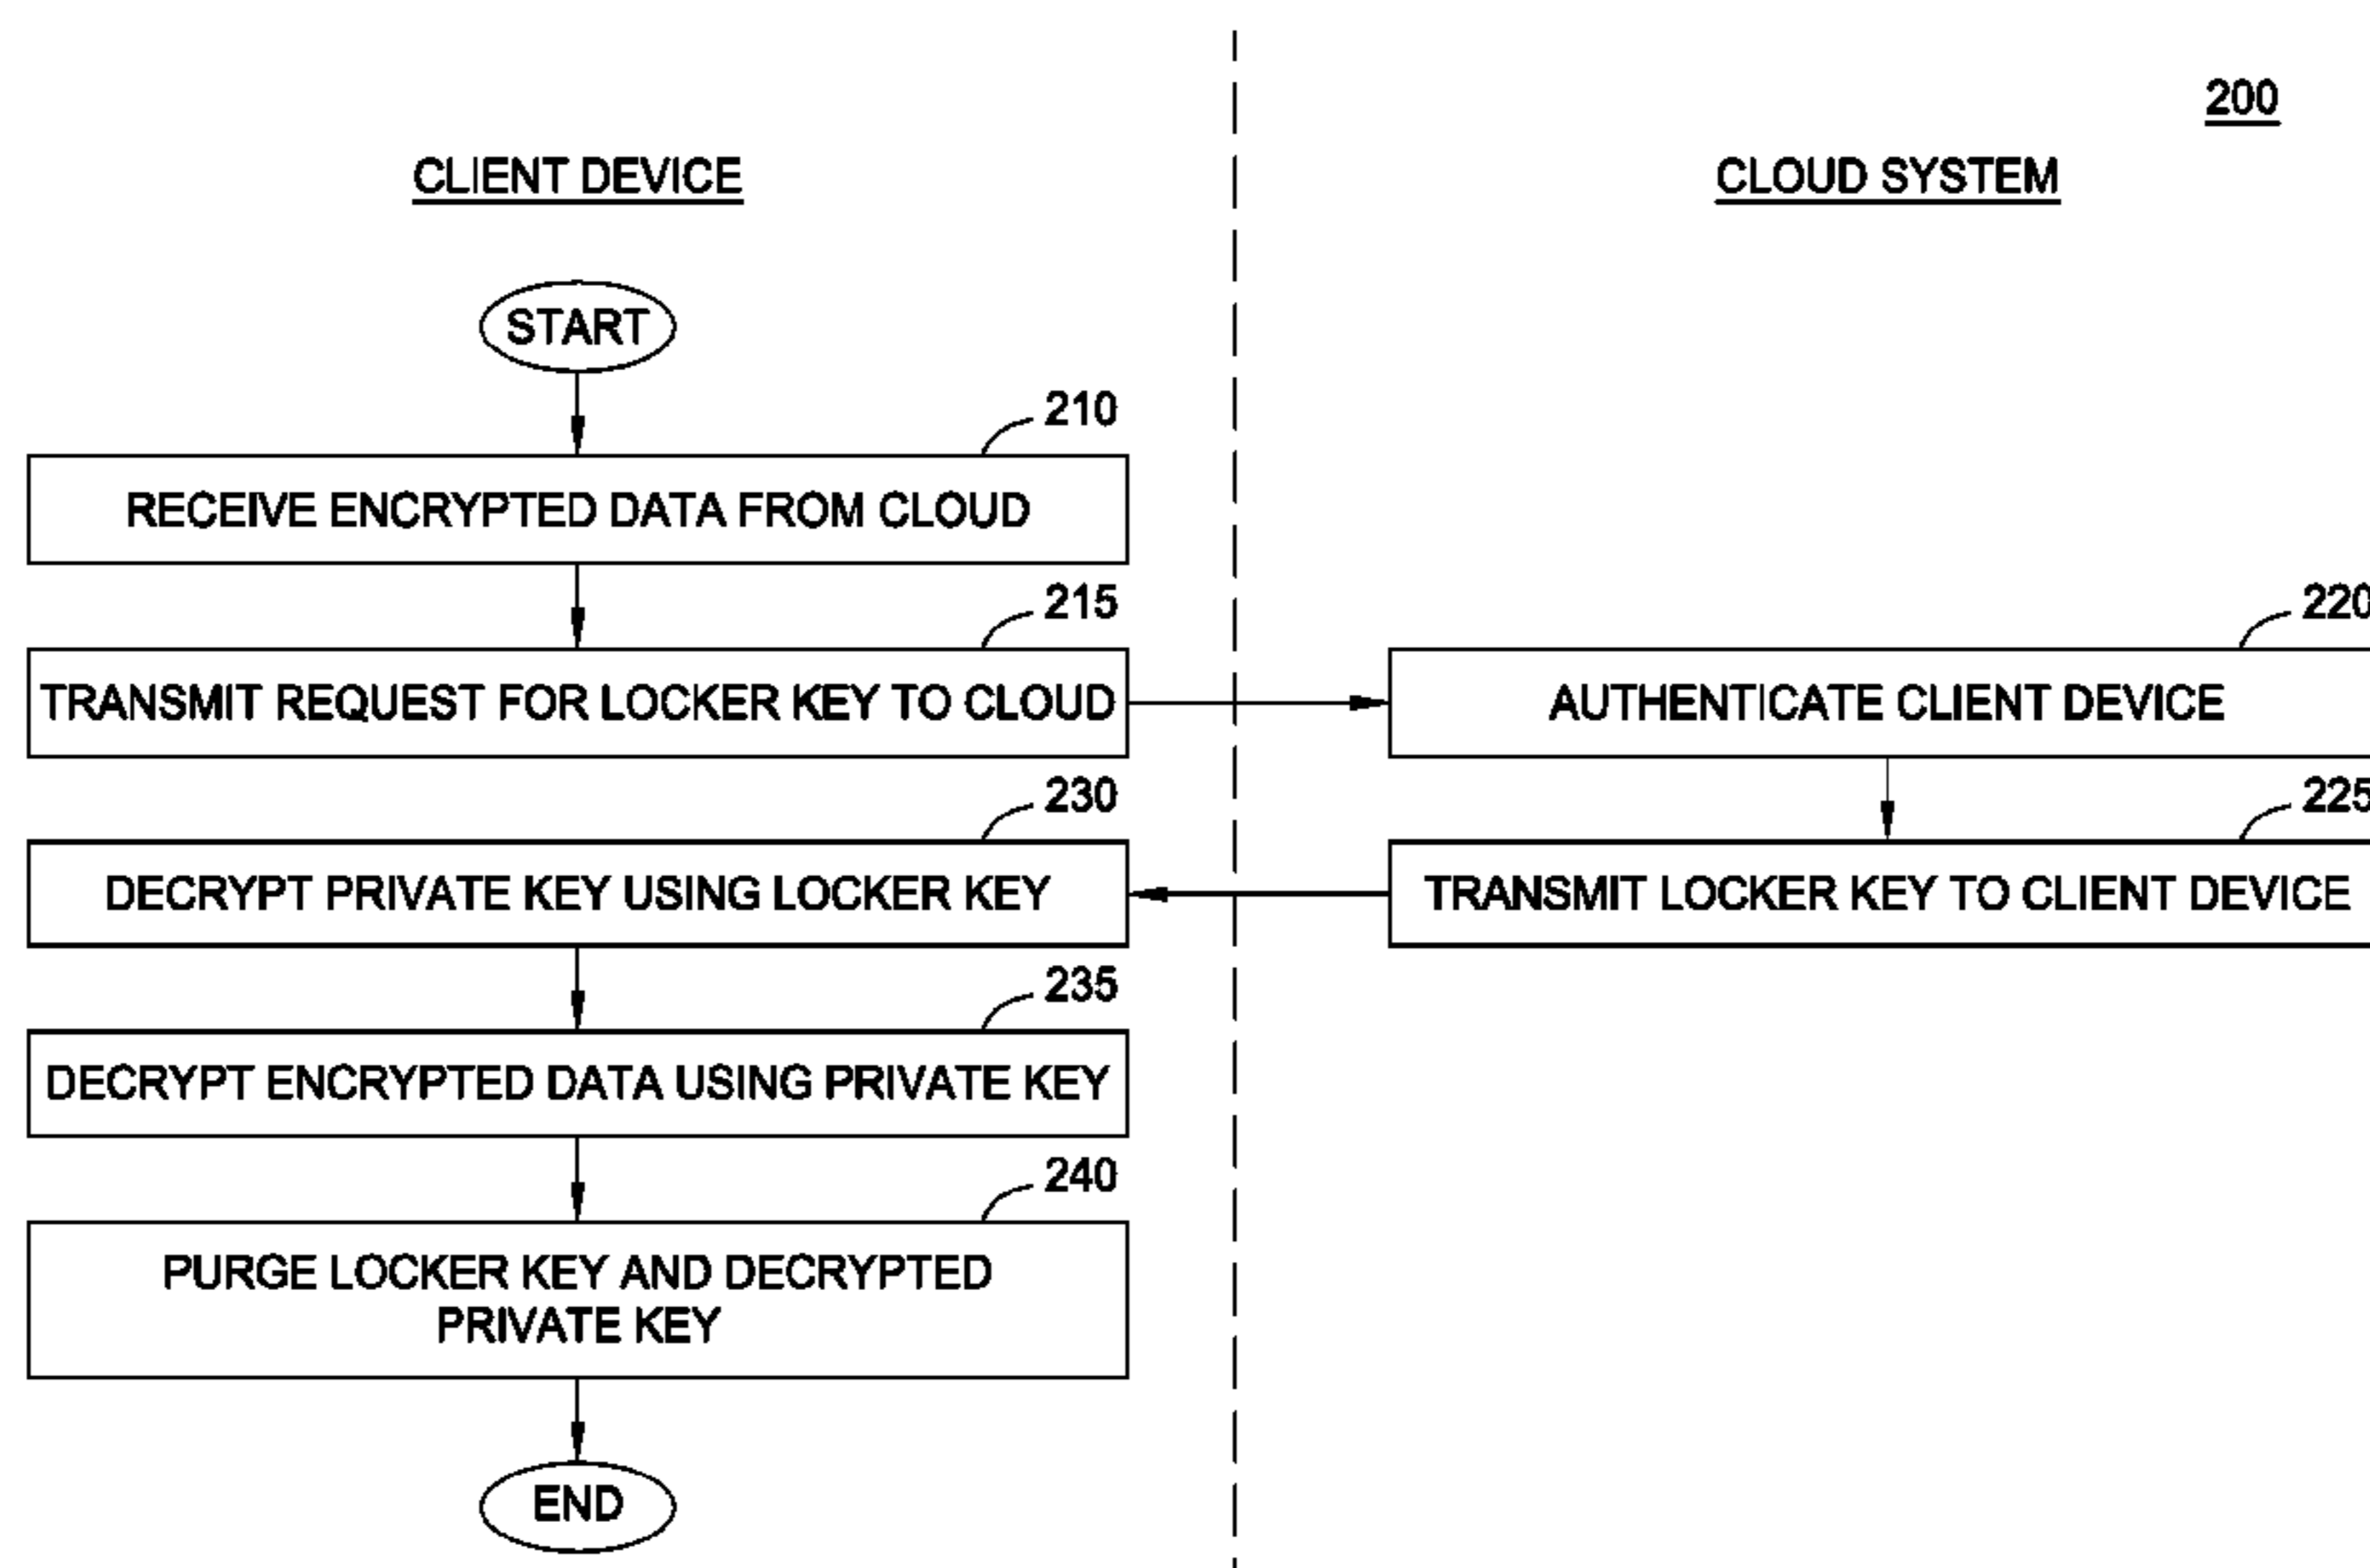 200
CLIENT DEVICE
CLOUD SYSTEM
START
210
RECEIVE ENCRYPTED DATA FROM CLOUD
215
TRANSMIT REQUEST FOR LOCKER KEY TO CLOUD
220
AUTHENTICATE CLIENT DEVICE
225
TRANSMIT LOCKER KEY TO CLIENT DEVICE
230
DECRYPT PRIVATE KEY USING LOCKER KEY
235
DECRYPT ENCRYPTED DATA USING PRIVATE KEY
240
PURGE LOCKER KEY AND DECRYPTED
PRIVATE KEY
END